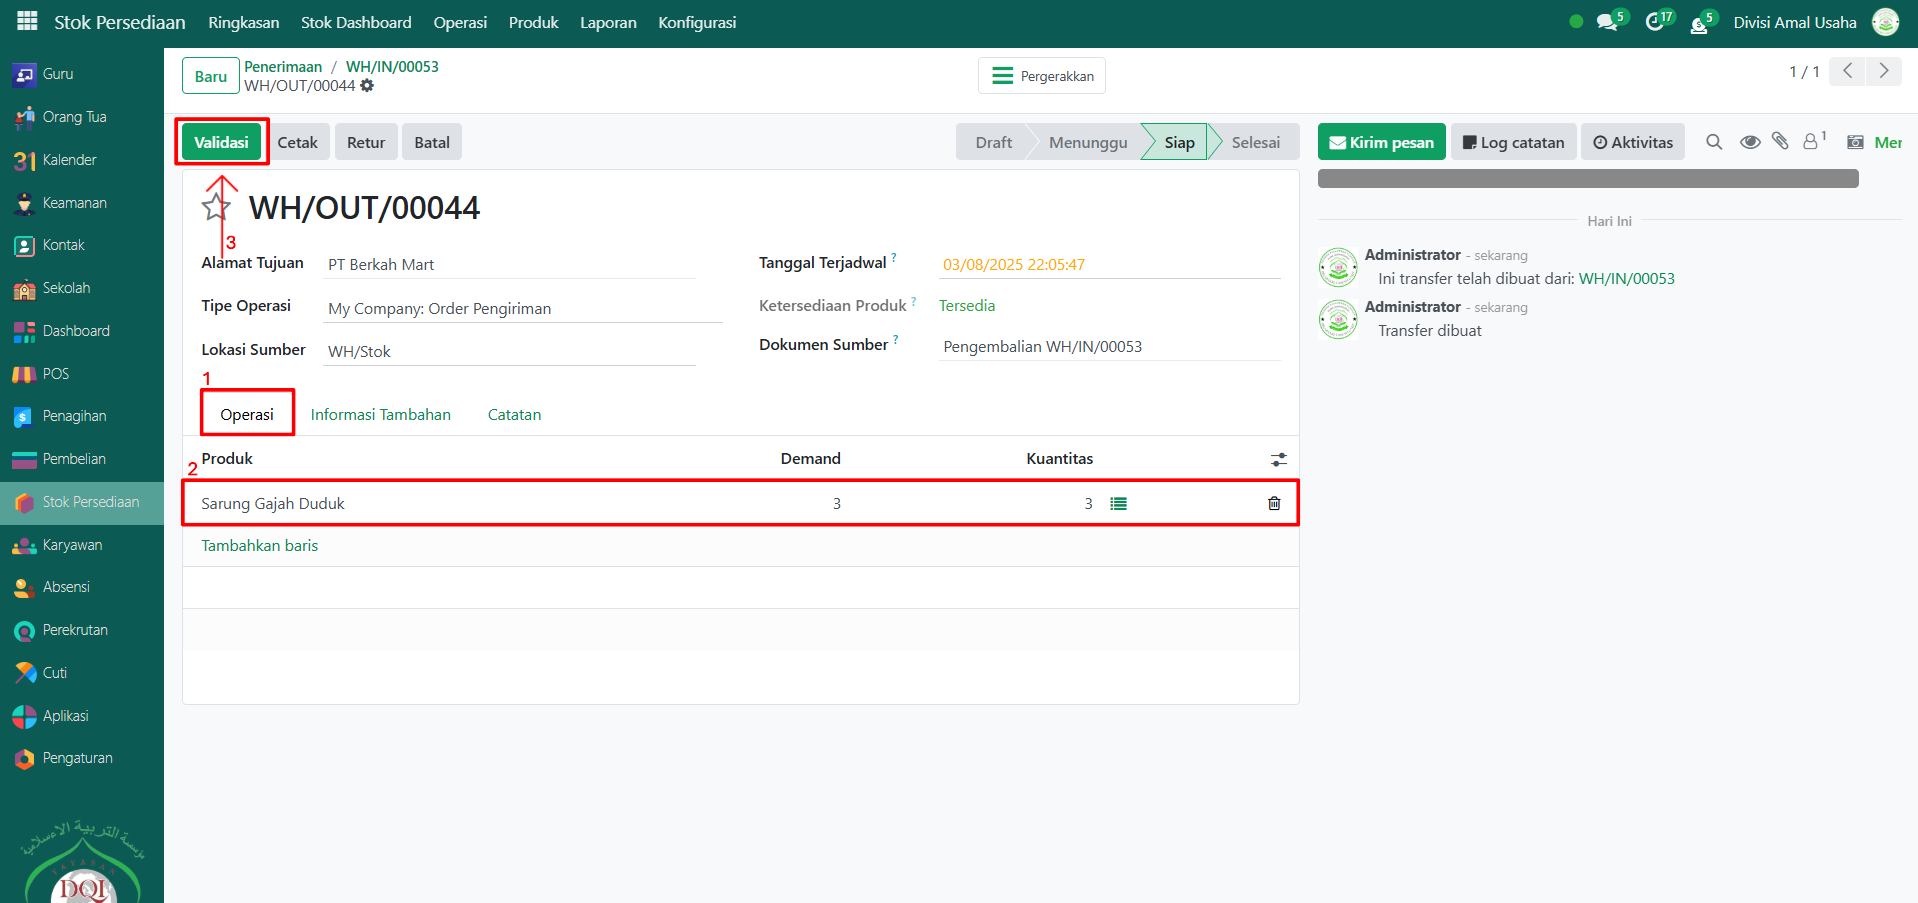 Stok Persediaan Ringkasan Stok Dashboard Operasi Produk Laporan Konfigurasi 5 17 5 Divisi Amal Usaha
Guru
Orang Tua
31 Kalender
Keamanan
Kontak
Sekolah
Dashboard
POS
Penagihan
Pembelian
Stok Persediaan
Karyawan
Absensi
Perekrutan
Cuti
Aplikasi
Pengaturan
مؤسسة التربية الإسلامية
YAYASAN
DQI
Baru Penerimaan / WH/IN/00053
WH/OUT/00044
Pergerakkan
1 / 1
Validasi Cetak Retur Batal
Draft Menunggu Siap Selesai
Kirim pesan Log catatan Aktivitas 1 Mer
WH/OUT/00044
3
Alamat Tujuan PT Berkah Mart
Tipe Operasi My Company: Order Pengiriman
Lokasi Sumber WH/Stok
Tanggal Terjadwal ? 03/08/2025 22:05:47
Ketersediaan Produk ? Tersedia
Dokumen Sumber ? Pengembalian WH/IN/00053
1
Operasi Informasi Tambahan Catatan
2
Produk Demand Kuantitas
Sarung Gajah Duduk 3 3
Tambahkan baris
Hari Ini
Administrator - sekarang
Ini transfer telah dibuat dari: WH/IN/00053
Administrator - sekarang
Transfer dibuat